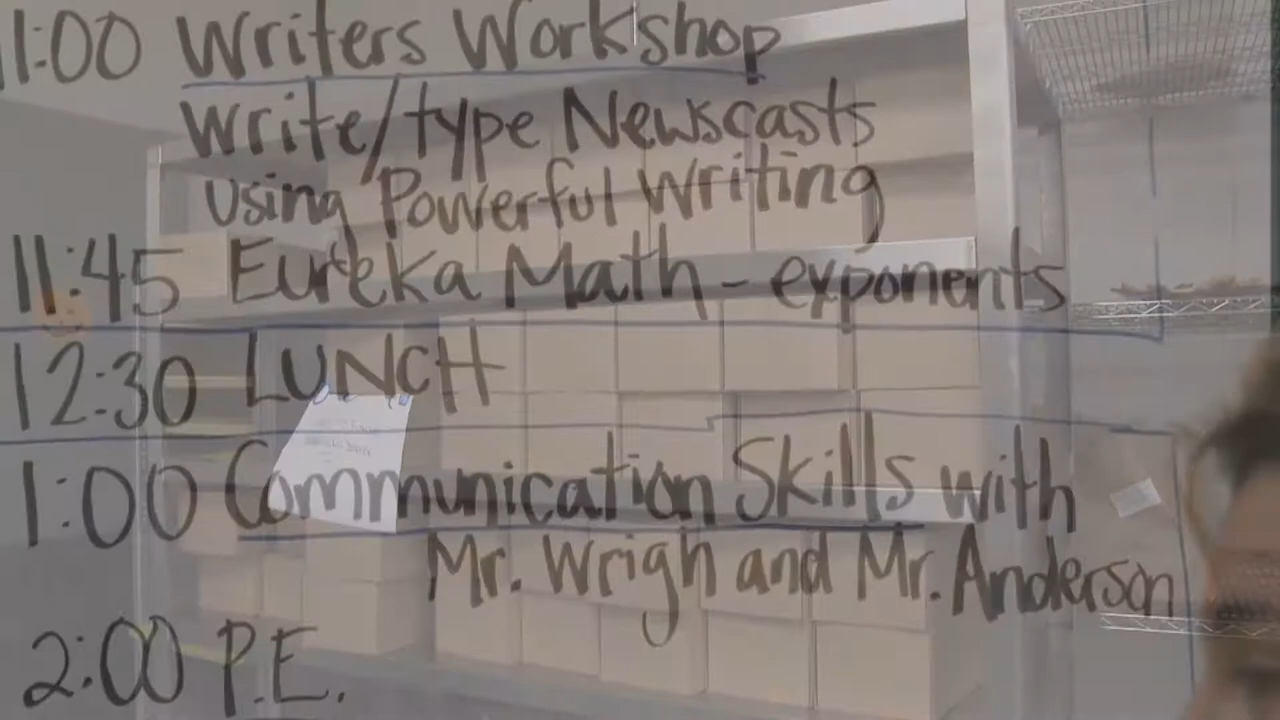 11:00 Writers Workshop
Write/type Newscasts
Using Powerful Writing
11:45 Eureka Math - exponents
12:30 LUNCH
1:00 Communication Skills with
Mr. Wrigh and Mr. Anderson
2:00 P.E.